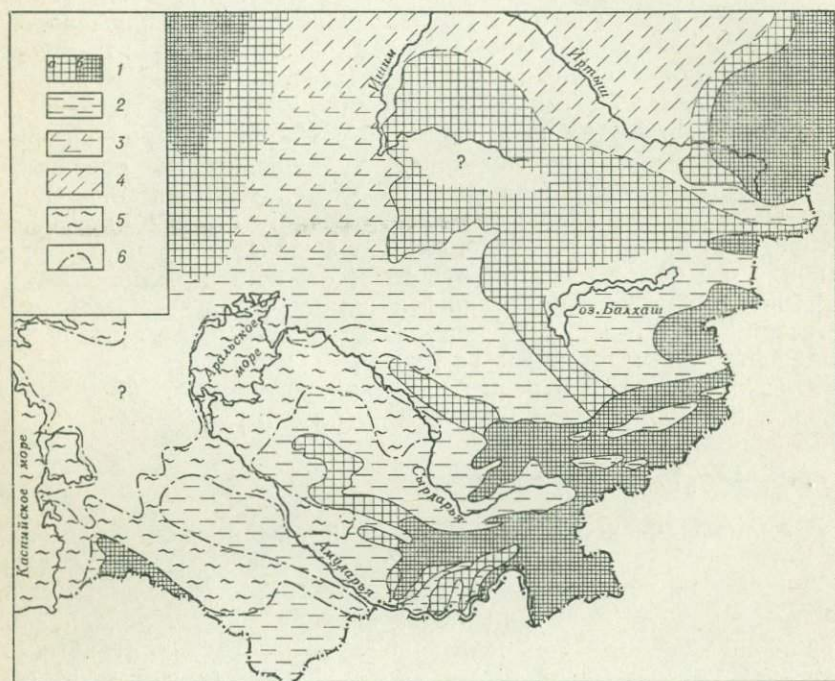 а б 1
2
3
4
5
6
Ишим
Иртыш
?
оз. Балхаш
Аральское
море
?
Каспийское море
Сырдарья
Амударья